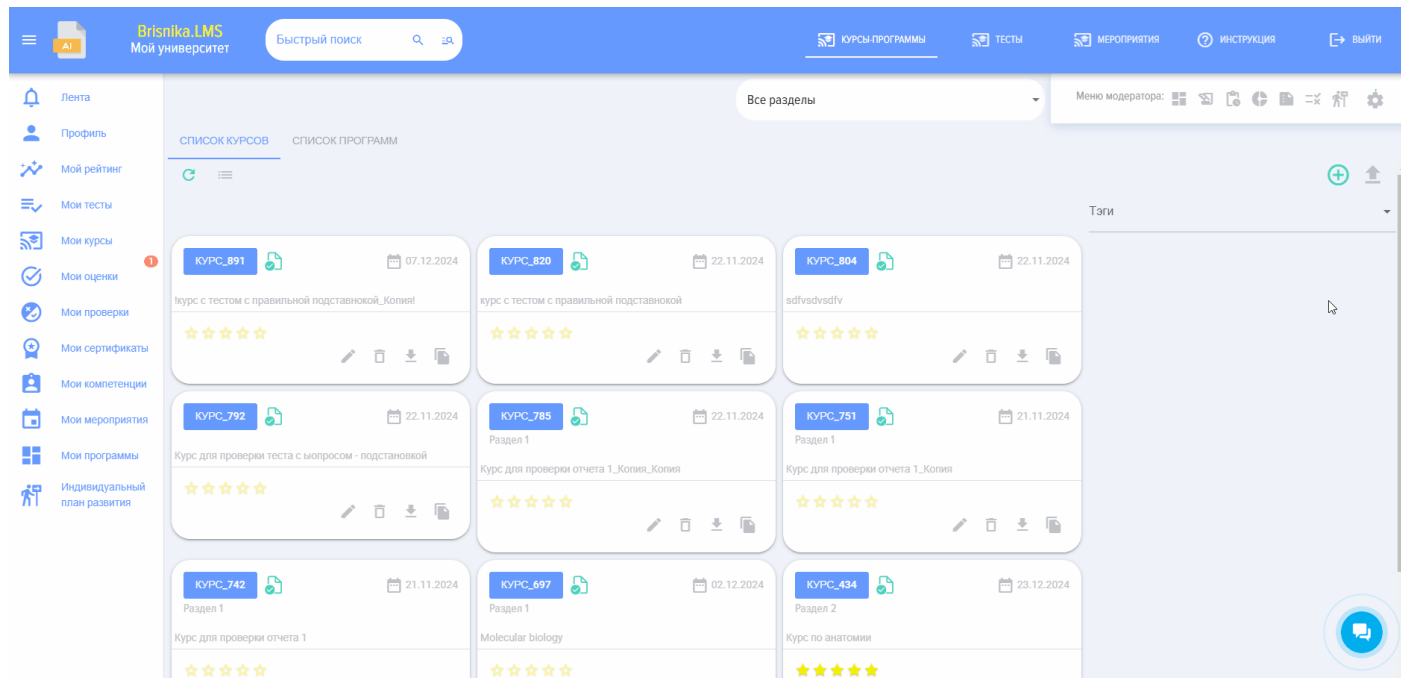 AI
Brisnika.LMS
Мой университет
Быстрый поиск
КУРСЫ-ПРОГРАММЫ
ТЕСТЫ
МЕРОПРИЯТИЯ
ИНСТРУКЦИЯ
ВЫЙТИ
Лента
Профиль
Мой рейтинг
Мои тесты
Мои курсы
1
Мои оценки
Мои проверки
Мои сертификаты
Мои компетенции
Мои мероприятия
Мои программы
Индивидуальный
план развития
Все разделы
Меню модератора:
СПИСОК КУРСОВ СПИСОК ПРОГРАММ
Тэги
КУРС_891 07.12.2024
!курс с тестом с правильной подставнокой_Копия!
КУРС_820 22.11.2024
курс с тестом с правильной подставнокой
КУРС_804 22.11.2024
sdfvsdvsdfv
КУРС_792 22.11.2024
Курс для проверки теста с ыопросом - подстановкой
КУРС_785 22.11.2024
Раздел 1
Курс для проверки отчета 1_Копия_Копия
КУРС_751 21.11.2024
Раздел 1
Курс для проверки отчета 1_Копия
КУРС_742 21.11.2024
Раздел 1
Курс для проверки отчета 1
КУРС_697 02.12.2024
Раздел 1
Molecular biology
КУРС_434 23.12.2024
Раздел 2
Курс по анатомии